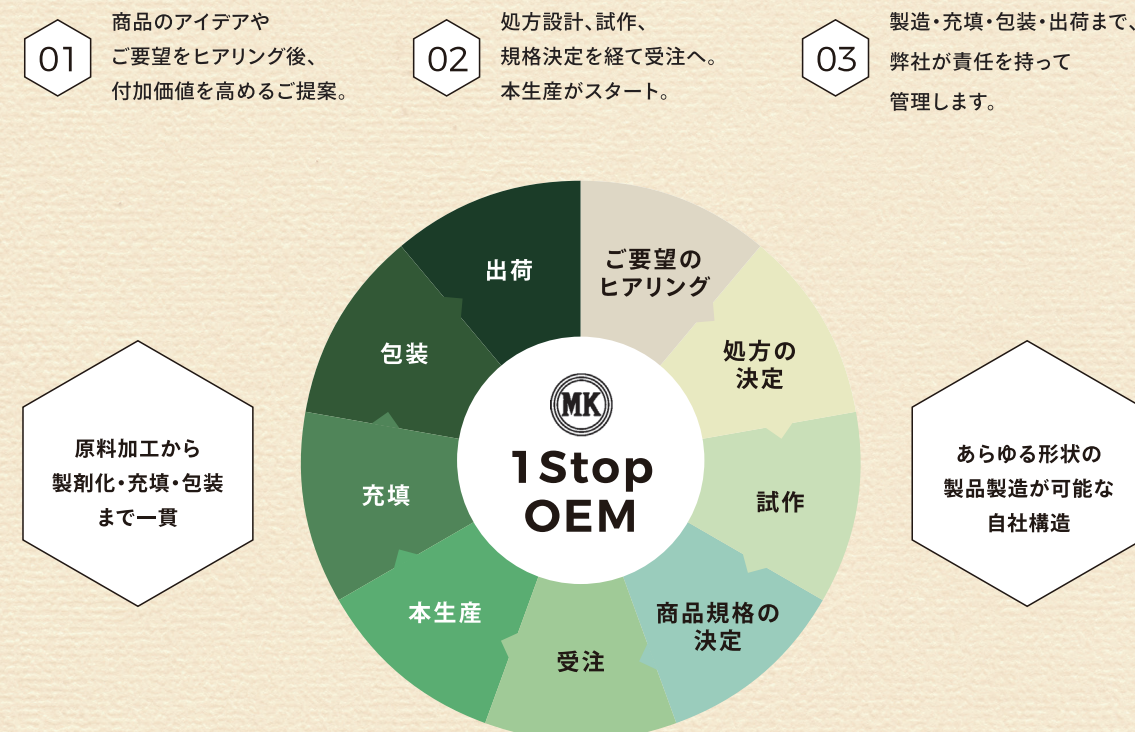 01
商品のアイデアや
ご要望をヒアリング後、
付加価値を高めるご提案。
02
処方設計、試作、
規格決定を経て受注へ。
本生産がスタート。
03
製造・充填・包装・出荷まで、
弊社が責任を持って
管理します。
ご要望の
ヒアリング
処方の
決定
試作
商品規格の
決定
受注
本生産
充填
包装
出荷
MK
1 Stop
OEM
原料加工から
製剤化・充填・包装
まで一貫
あらゆる形状の
製品製造が可能な
自社構造